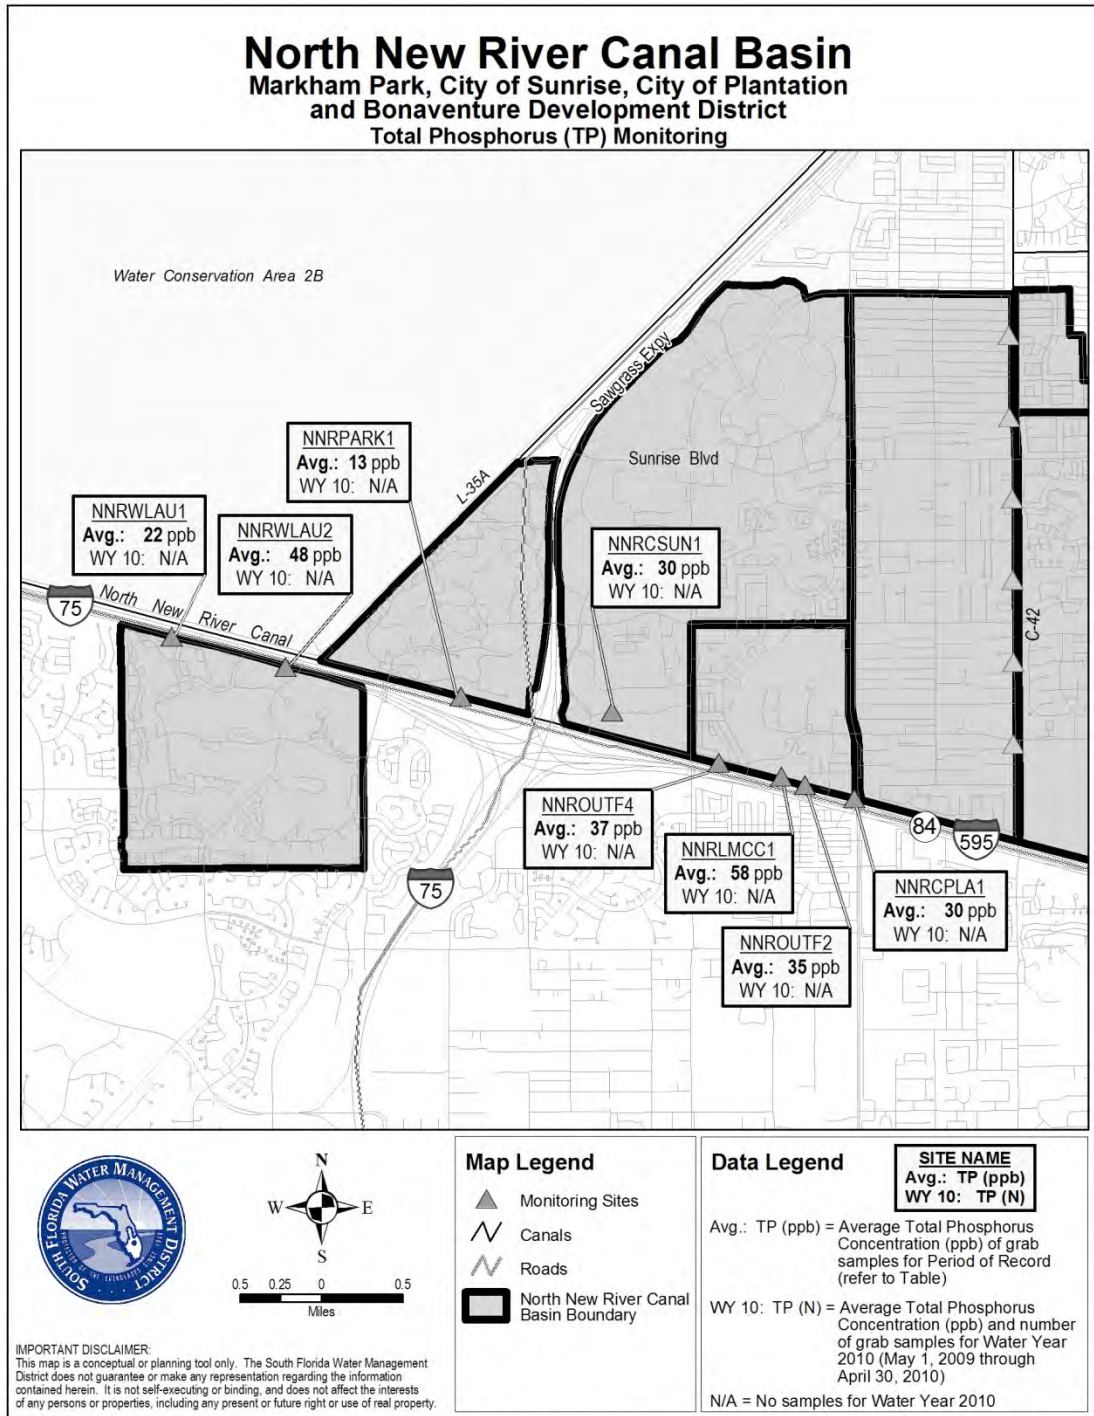 North New River Canal Basin
Markham Park, City of Sunrise, City of Plantation
and Bonaventure Development District
Total Phosphorus (TP) Monitoring
Water Conservation Area 2B
Sawgrass Expy
L-35A
Sunrise Blvd
NNRPARK1
Avg.: 13 ppb
WY 10: N/A
NNRWLAU1
Avg.: 22 ppb
WY 10: N/A
NNRWLAU2
Avg.: 48 ppb
WY 10: N/A
NNRCSUN1
Avg.: 30 ppb
WY 10: N/A
75
North New River Canal
C-42
NNROUTF4
Avg.: 37 ppb
WY 10: N/A
NNRLMCC1
Avg.: 58 ppb
WY 10: N/A
84
595
75
NNRCPLA1
Avg.: 30 ppb
WY 10: N/A
NNROUTF2
Avg.: 35 ppb
WY 10: N/A
SOUTH FLORIDA WATER MANAGEMENT DISTRICT
PROTECTOR OF THE EVERGLADES SINCE 1948
N
W E
S
0.5 0.25 0 0.5
Miles
IMPORTANT DISCLAIMER:
This map is a conceptual or planning tool only. The South Florida Water Management
District does not guarantee or make any representation regarding the information
contained herein. It is not self-executing or binding, and does not affect the interests
of any persons or properties, including any present or future right or use of real property.
Map Legend
Monitoring Sites
Canals
Roads
North New River Canal
Basin Boundary
Data Legend
SITE NAME
Avg.: TP (ppb)
WY 10: TP (N)
Avg.: TP (ppb) = Average Total Phosphorus
Concentration (ppb) of grab
samples for Period of Record
(refer to Table)
WY 10: TP (N) = Average Total Phosphorus
Concentration (ppb) and number
of grab samples for Water Year
2010 (May 1, 2009 through
April 30, 2010)
N/A = No samples for Water Year 2010